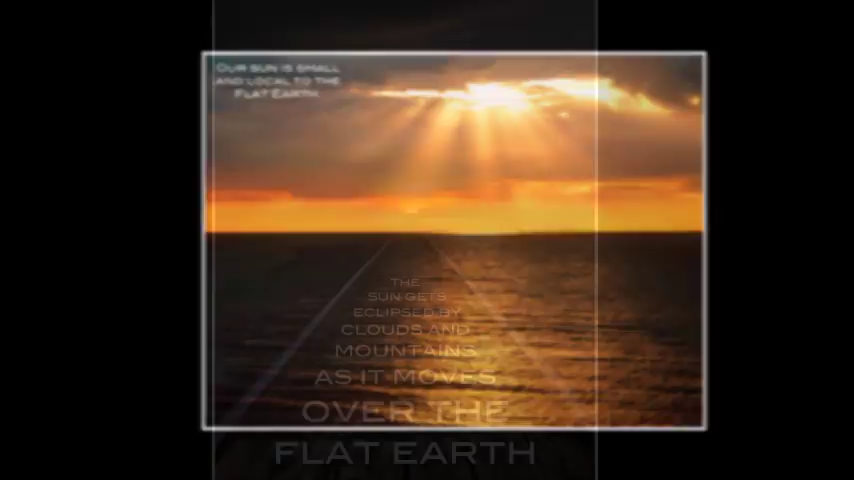 OUR SUN IS SMALL
AND LOCAL TO THE
FLAT EARTH
THE
SUN GETS
ECLIPSED BY
CLOUDS AND
MOUNTAINS
AS IT MOVES
OVER THE
FLAT EARTH